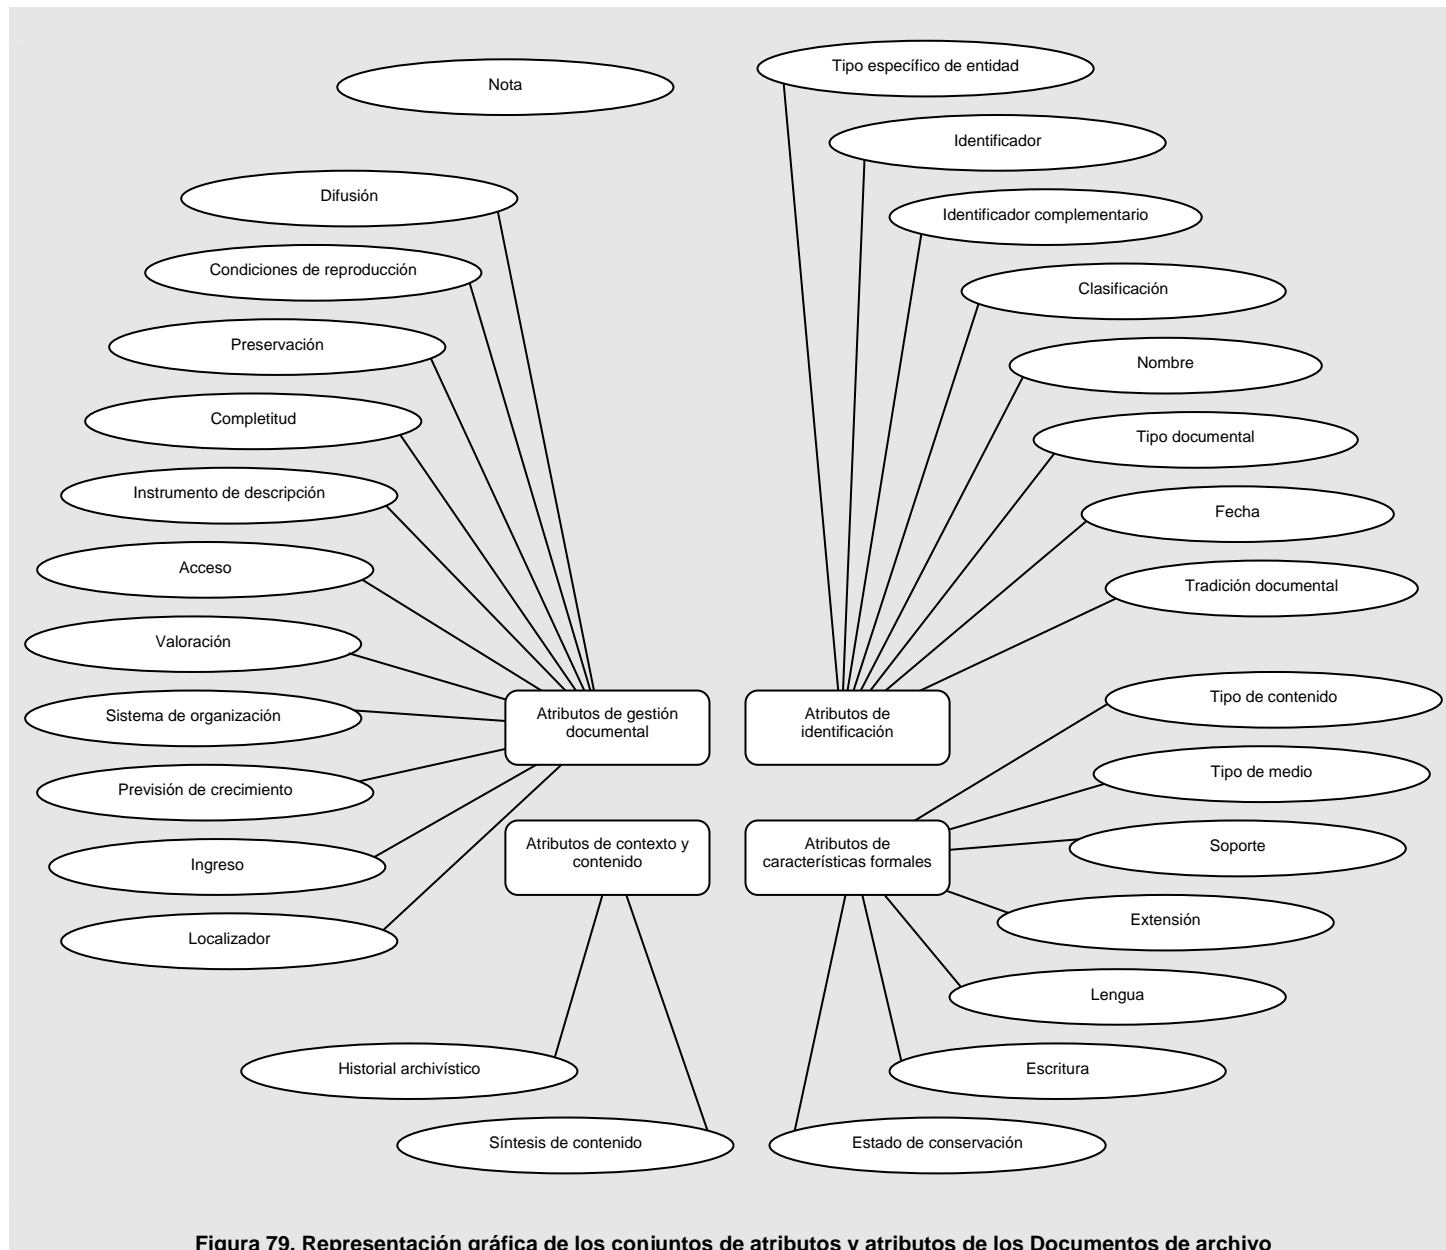 Nota
Tipo específico de entidad
Identificador
Difusión
Identificador complementario
Condiciones de reproducción
Clasificación
Preservación
Nombre
Completitud
Tipo documental
Instrumento de descripción
Fecha
Acceso
Tradición documental
Valoración
Sistema de organización
Previsión de crecimiento
Ingreso
Localizador
Atributos de gestión
documental
Atributos de
identificación
Tipo de contenido
Tipo de medio
Atributos de contexto y
contenido
Atributos de
características formales
Soporte
Extensión
Lengua
Historial archivístico
Escritura
Síntesis de contenido
Estado de conservación
Figura 79. Representación gráfica de los conjuntos de atributos y atributos de los Documentos de archivo